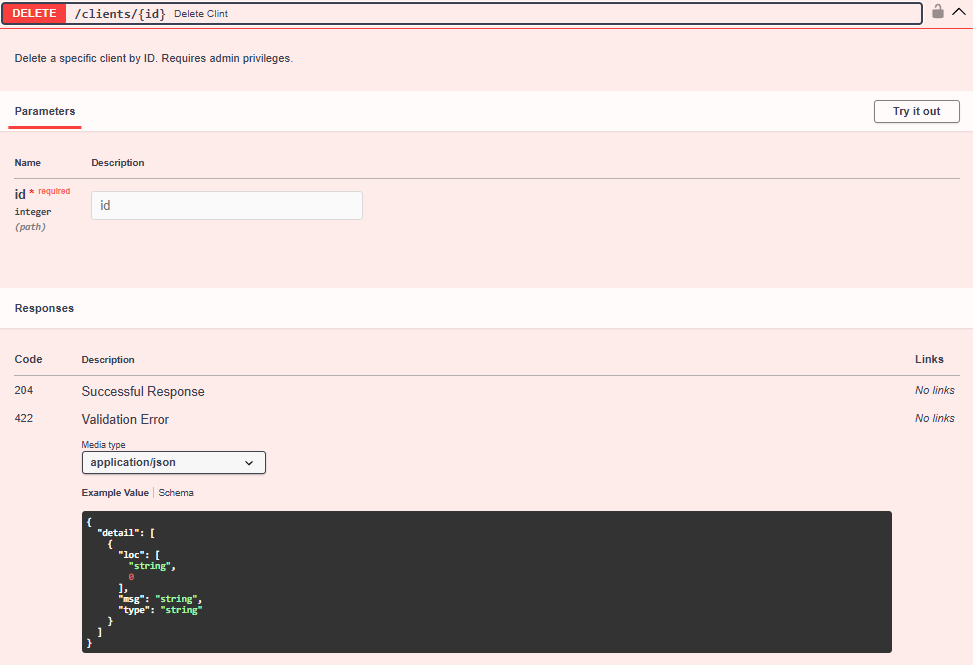 DELETE /clients/{id} Delete Clint
Delete a specific client by ID. Requires admin privileges.
Parameters
Try it out
Name Description
id * required
integer
(path)
id
Responses
Code Description Links
204 Successful Response No links
422 Validation Error No links
Media type
application/json
Example Value Schema
{
  "detail": [
    {
      "loc": [
        "string",
        0
      ],
      "msg": "string",
      "type": "string"
    }
  ]
}